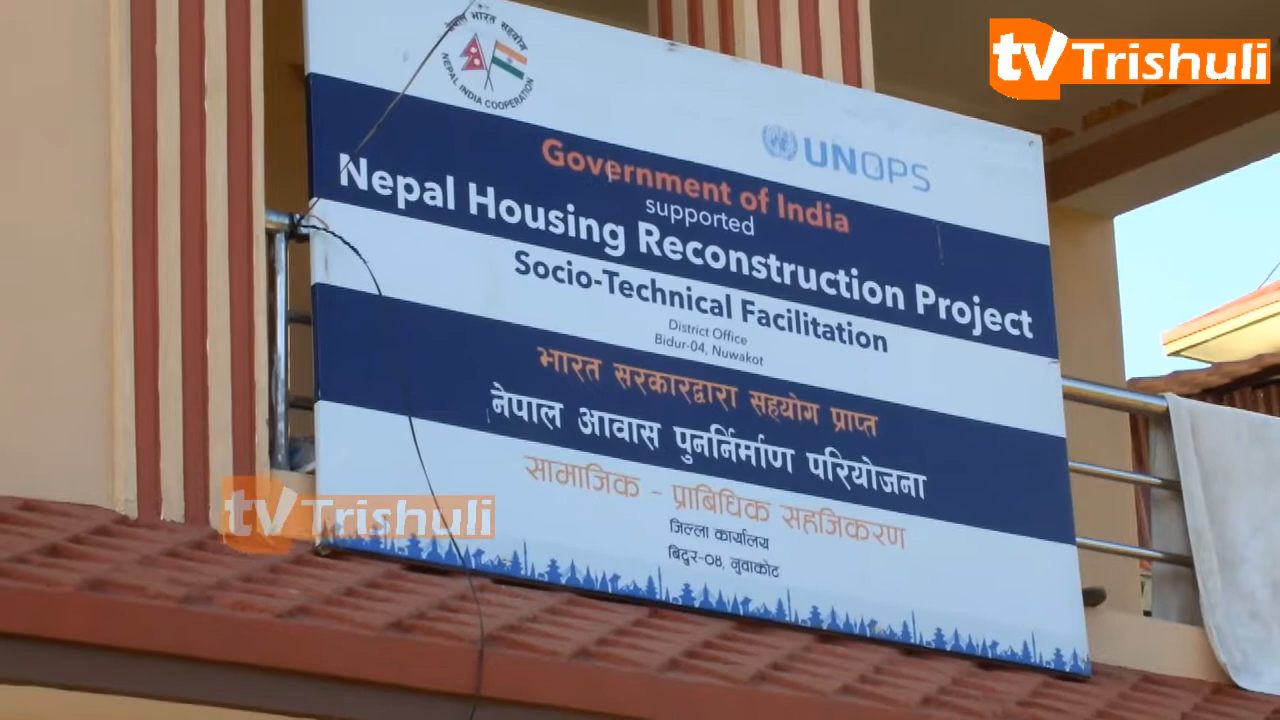 tv Trishuli
नेपाल भारत सहयोग
NEPAL INDIA COOPERATION
UNOPS
Government of India
supported
Nepal Housing Reconstruction Project
Socio-Technical Facilitation
District Office
Bidur-04, Nuwakot
भारत सरकारद्वारा सहयोग प्राप्त
नेपाल आवास पुनर्निर्माण परियोजना
सामाजिक - प्राबिधिक सहजिकरण
जिल्ला कार्यालय
बिदुर-०४, नुवाकोट
tv Trishuli